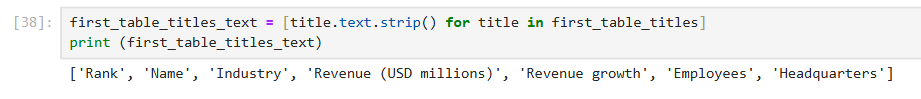 [38]: first_table_titles_text = [title.text.strip() for title in first_table_titles]
print (first_table_titles_text)
['Rank', 'Name', 'Industry', 'Revenue (USD millions)', 'Revenue growth', 'Employees', 'Headquarters']